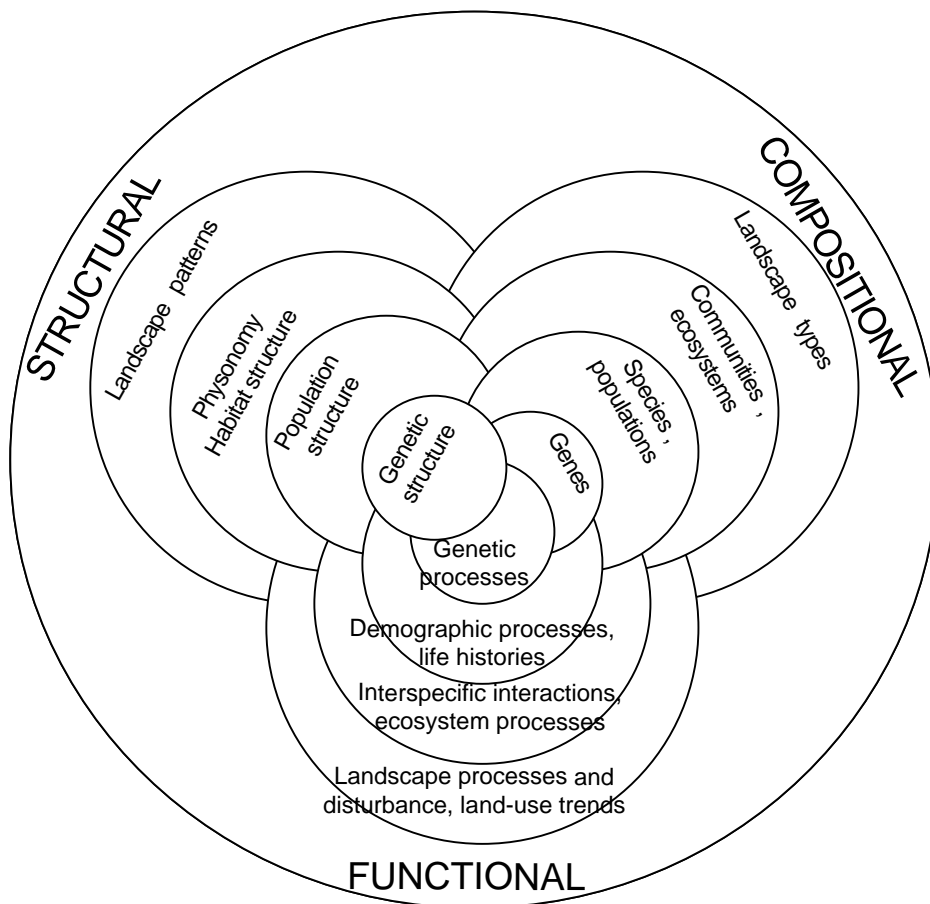 STRUCTURAL
COMPOSITIONAL
Landscape patterns
Physonomy
Habitat structure
Population
structure
Genetic
structure
Landscape types
Communities ,
ecosystems
Species ,
populations
Genes
Genetic
processes
Demographic processes,
life histories
Interspecific interactions,
ecosystem processes
Landscape processes and
disturbance, land-use trends
FUNCTIONAL